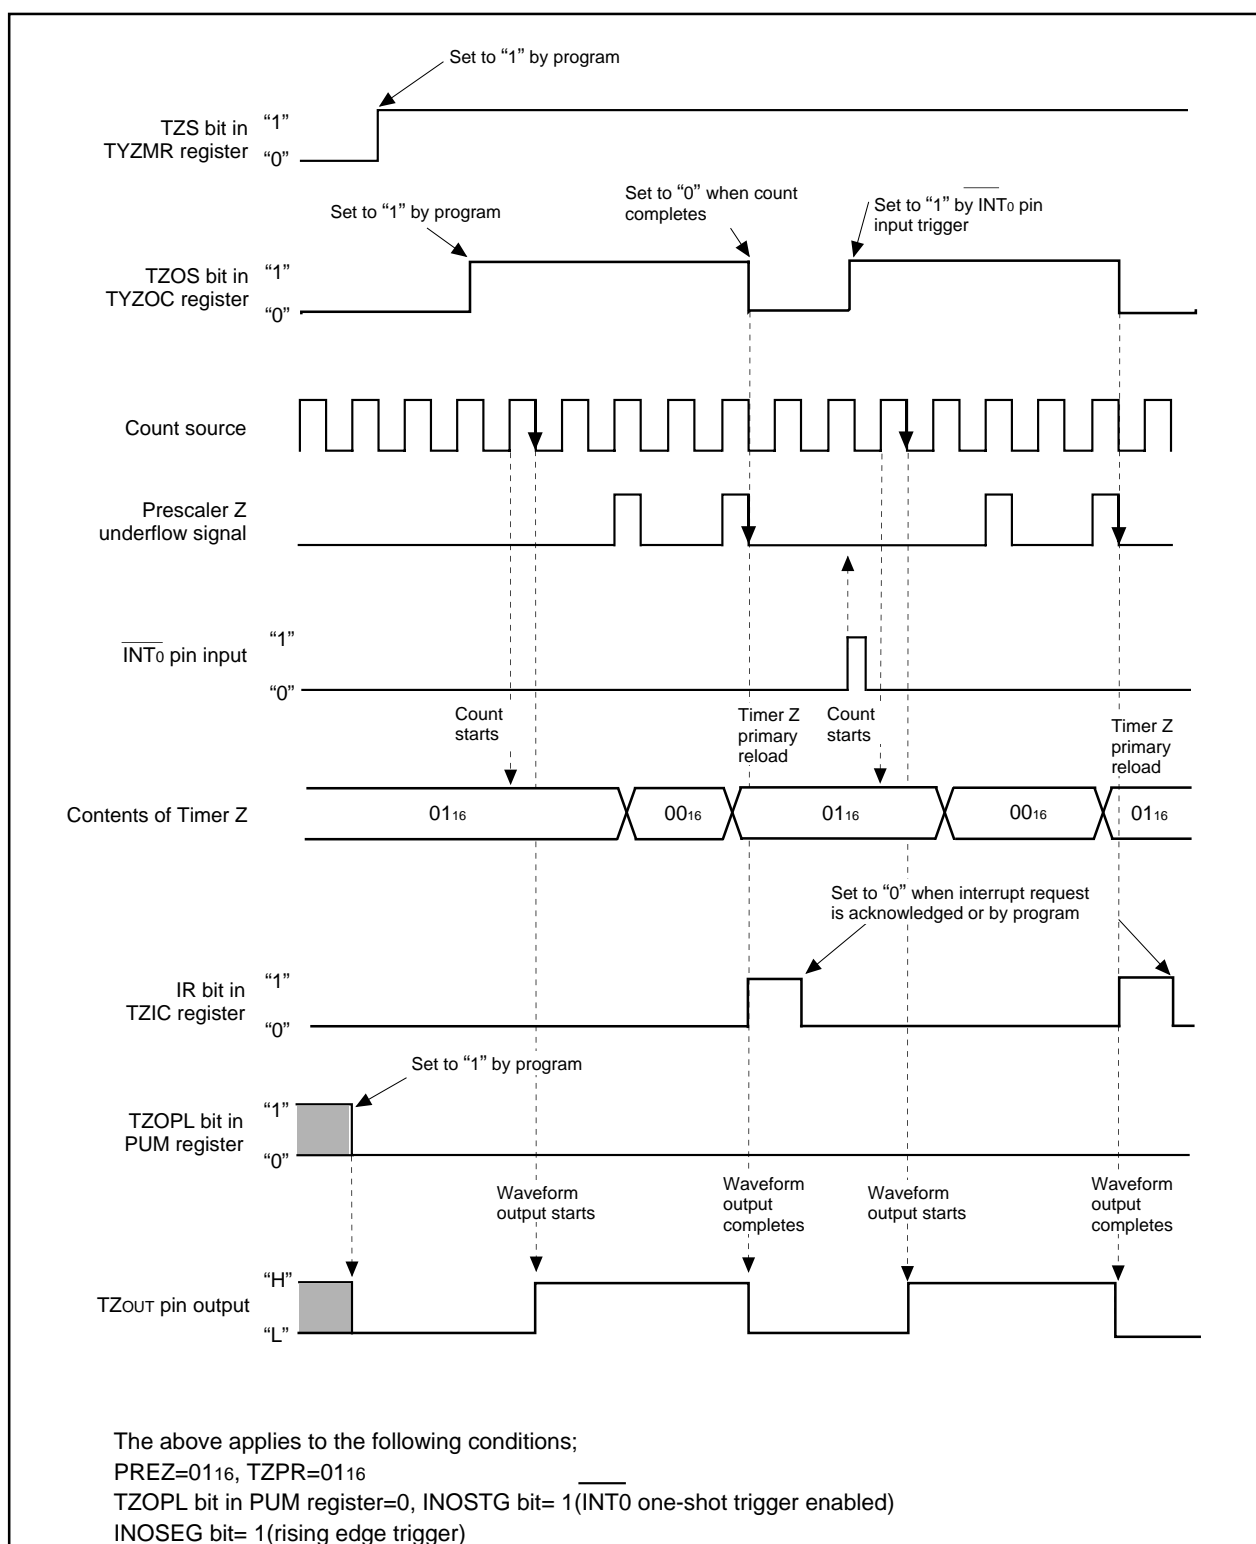 Set to “1” by program
TZS bit in
TYZMR register
“1”
“0”
Set to “1” by program
Set to “0” when count
completes
Set to “1” by INT0 pin
input trigger
TZOS bit in
TYZOC register
“1”
“0”
Count source
Prescaler Z
underflow signal
INT0 pin input
“1”
“0”
Count
starts
Timer Z
primary
reload
Count
starts
Timer Z
primary
reload
Contents of Timer Z
0116
0016
0116
0016
0116
Set to “0” when interrupt request
is acknowledged or by program
IR bit in
TZIC register
“1”
“0”
Set to “1” by program
TZOPL bit in
PUM register
“1”
“0”
Waveform
output starts
Waveform
output
completes
Waveform
output starts
Waveform
output
completes
TZOUT pin output
“H”
“L”
The above applies to the following conditions;
PREZ=0116, TZPR=0116
TZOPL bit in PUM register=0, INOSTG bit= 1(INT0 one-shot trigger enabled)
INOSEG bit= 1(rising edge trigger)